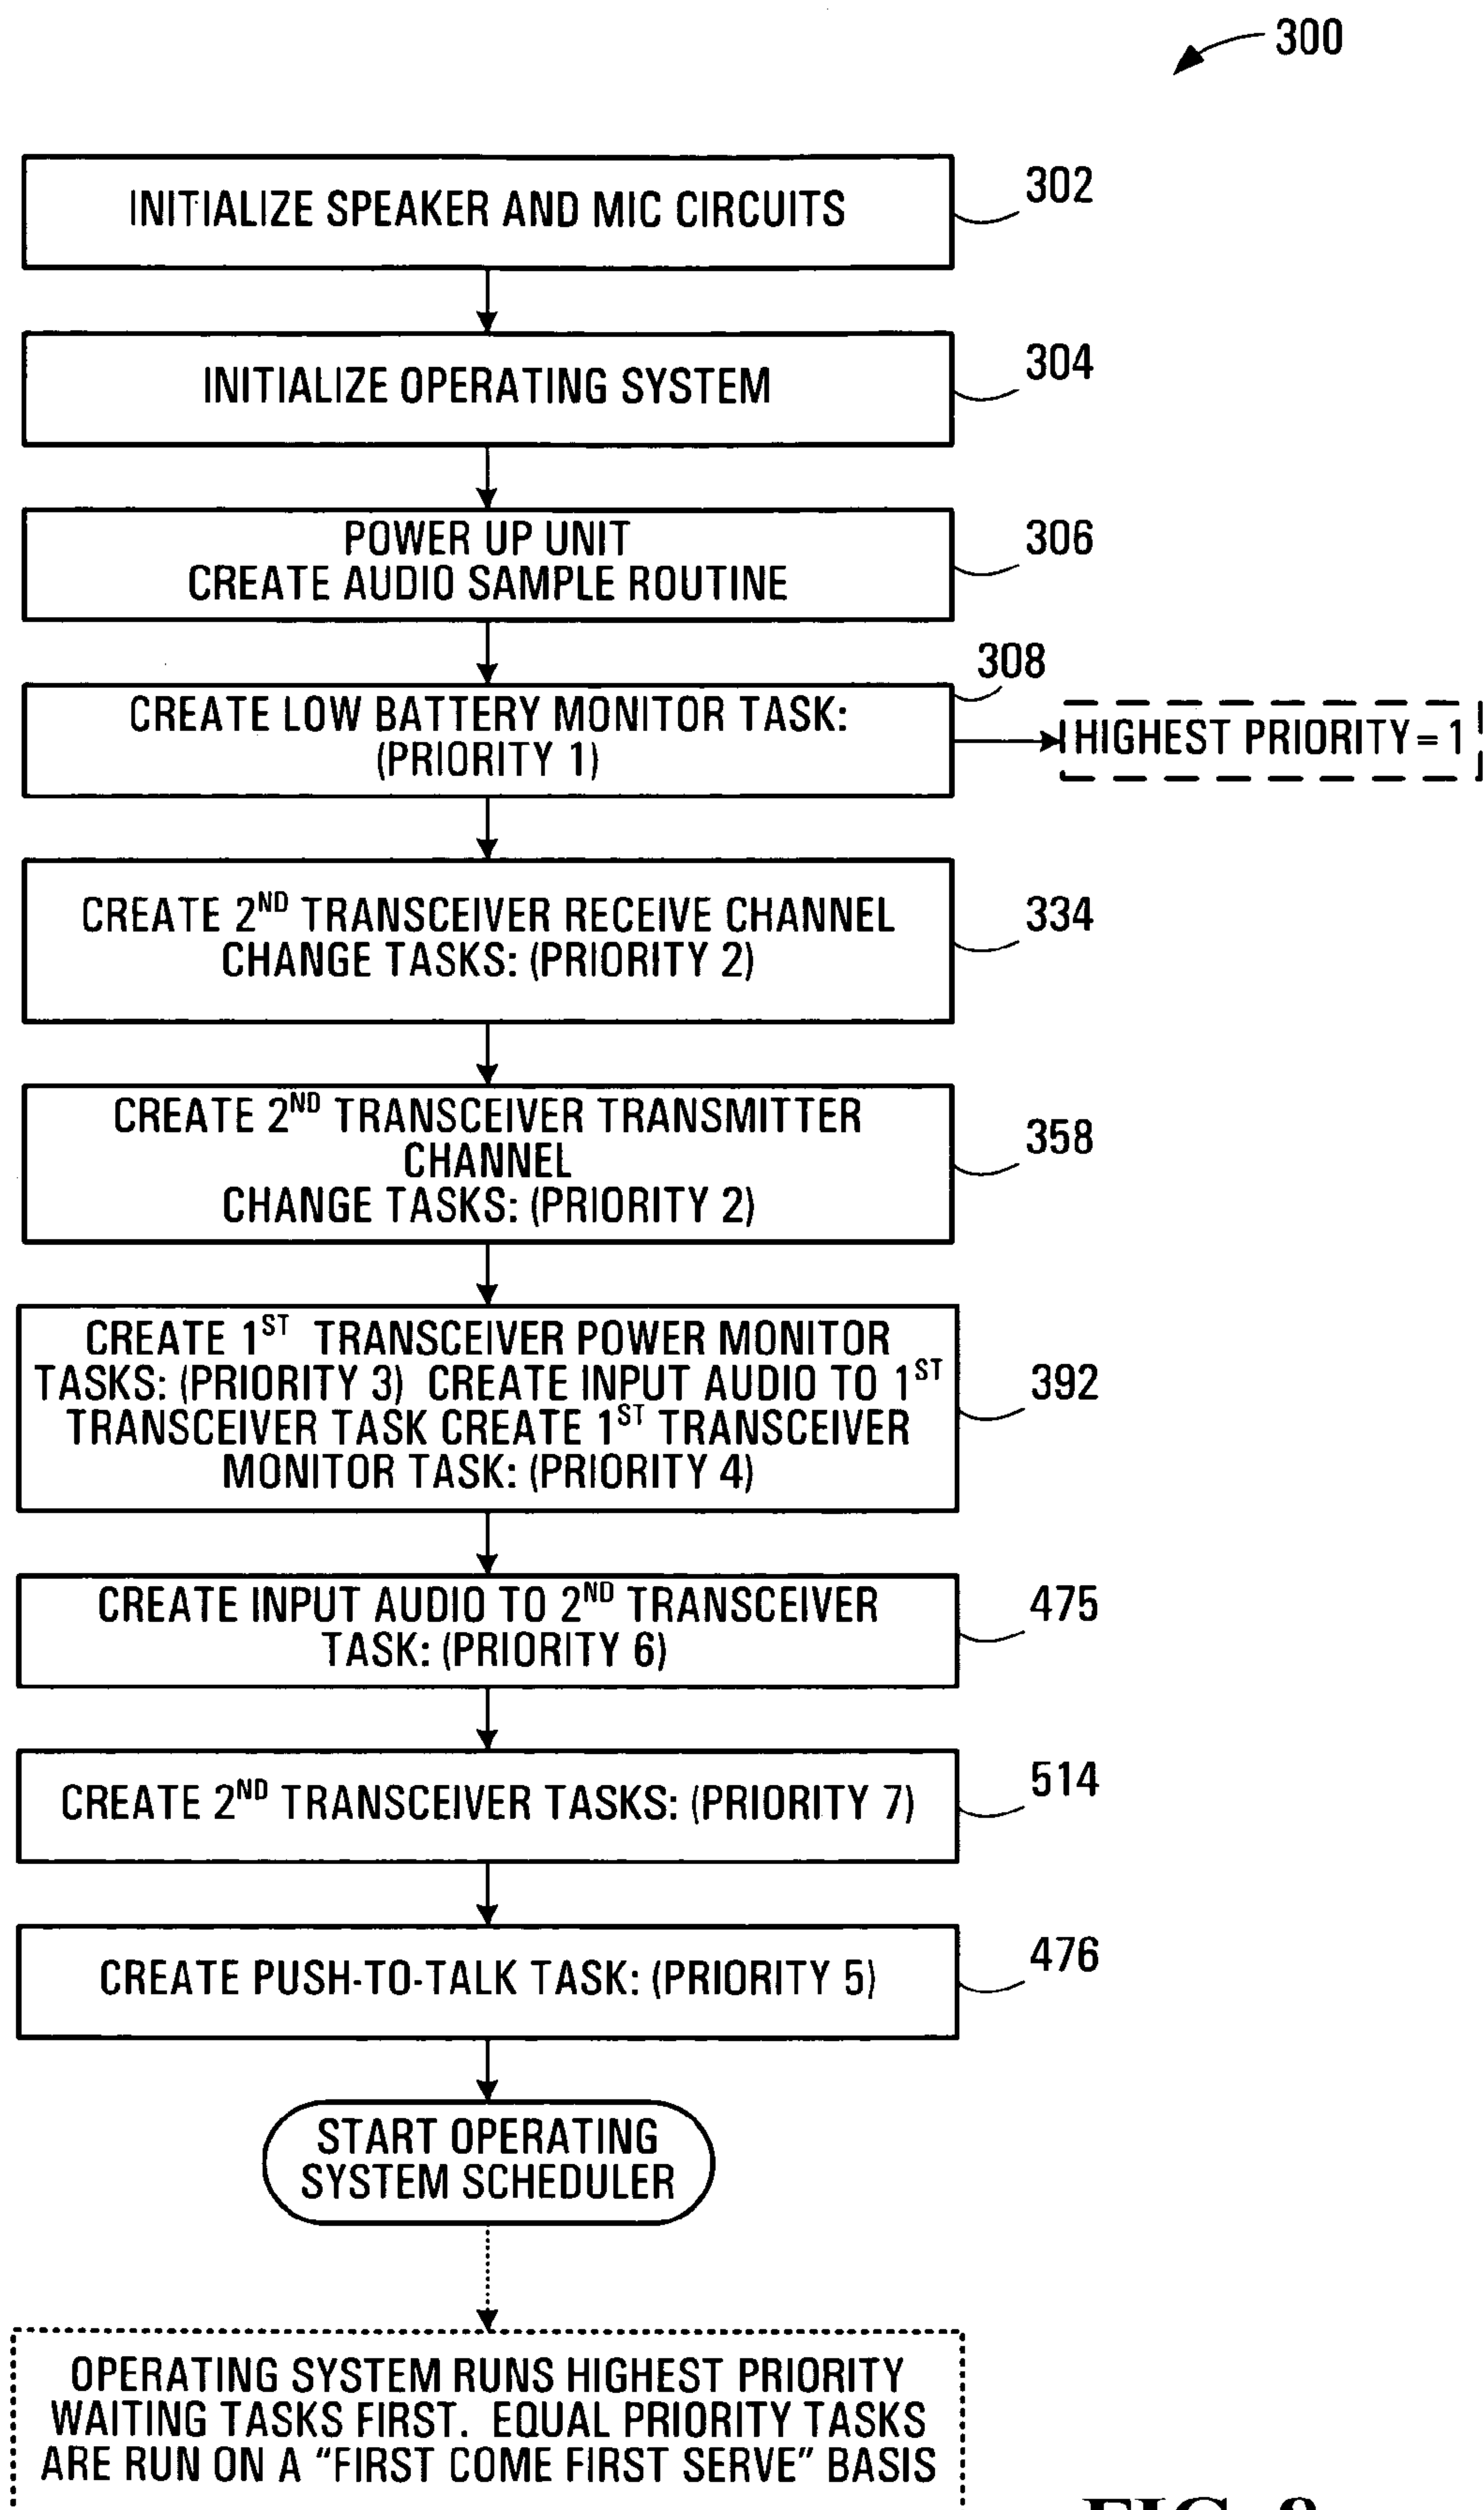 300
INITIALIZE SPEAKER AND MIC CIRCUITS
302
INITIALIZE OPERATING SYSTEM
304
POWER UP UNIT
CREATE AUDIO SAMPLE ROUTINE
306
CREATE LOW BATTERY MONITOR TASK:
(PRIORITY 1)
308
HIGHEST PRIORITY = 1
CREATE 2ND TRANSCEIVER RECEIVE CHANNEL
CHANGE TASKS: (PRIORITY 2)
334
CREATE 2ND TRANSCEIVER TRANSMITTER
CHANNEL
CHANGE TASKS: (PRIORITY 2)
358
CREATE 1ST TRANSCEIVER POWER MONITOR
TASKS: (PRIORITY 3) CREATE INPUT AUDIO TO 1ST
TRANSCEIVER TASK CREATE 1ST TRANSCEIVER
MONITOR TASK: (PRIORITY 4)
392
CREATE INPUT AUDIO TO 2ND TRANSCEIVER
TASK: (PRIORITY 6)
475
CREATE 2ND TRANSCEIVER TASKS: (PRIORITY 7)
514
CREATE PUSH-TO-TALK TASK: (PRIORITY 5)
476
START OPERATING
SYSTEM SCHEDULER
OPERATING SYSTEM RUNS HIGHEST PRIORITY
WAITING TASKS FIRST. EQUAL PRIORITY TASKS
ARE RUN ON A "FIRST COME FIRST SERVE" BASIS
FIG.